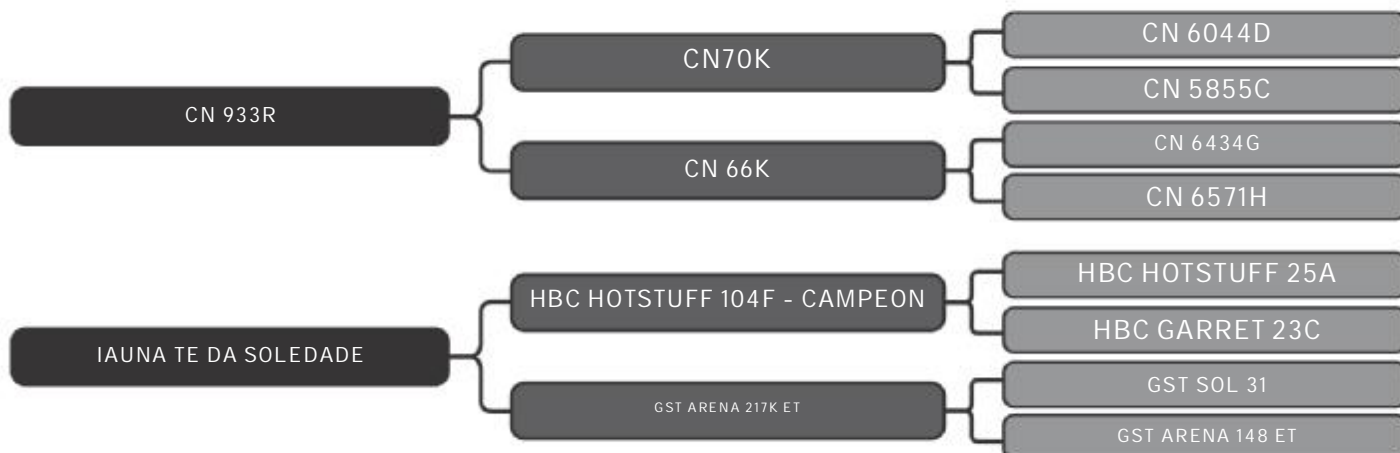 CN 933R
CN70K
CN 66K
CN 6044D
CN 5855C
CN 6434G
CN 6571H
IAUNA TE DA SOLEDADE
HBC HOTSTUFF 104F - CAMPEON
GST ARENA 217K ET
HBC HOTSTUFF 25A
HBC GARRET 23C
GST SOL 31
GST ARENA 148 ET